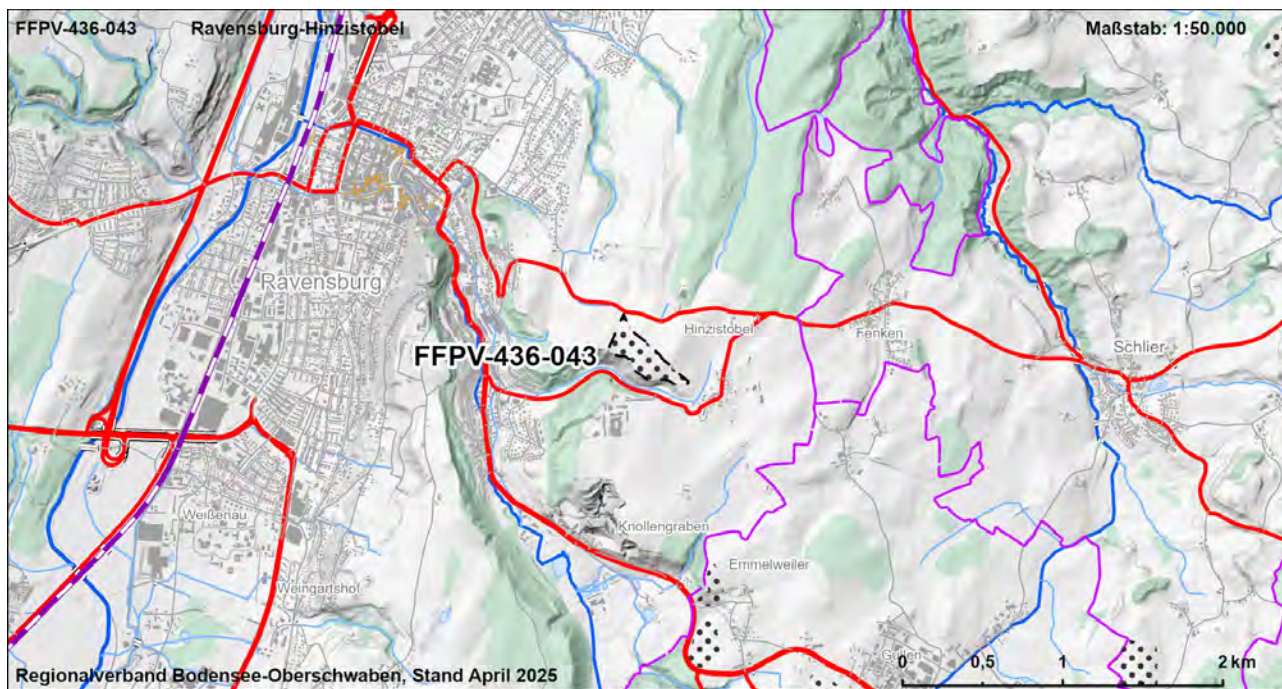 FFPV-436-043 Ravensburg-Hinzistobel Maßstab: 1:50.000
Ravensburg
Hinzistobel
Fenken
Schlier
FFPV-436-043
Weißenau
Knollengraben
Emmelweiler
Weingartshof
Gullen
0 0,5 1 2 km
Regionalverband Bodensee-Oberschwaben, Stand April 2025